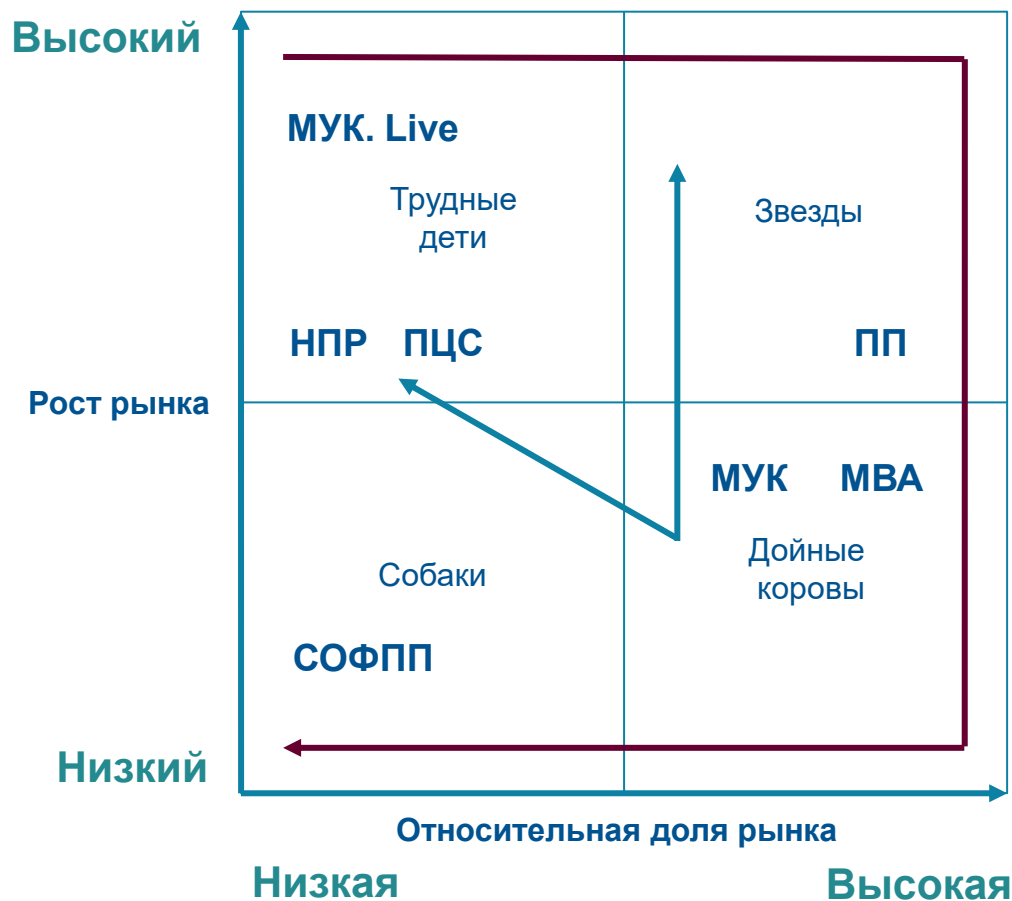 Высокий
МУК. Live
Трудные
дети
Звезды
НПР ПЦС
ПП
Рост рынка
МУК МВА
Собаки
Дойные
коровы
СОФПП
Низкий
Относительная доля рынка
Низкая
Высокая